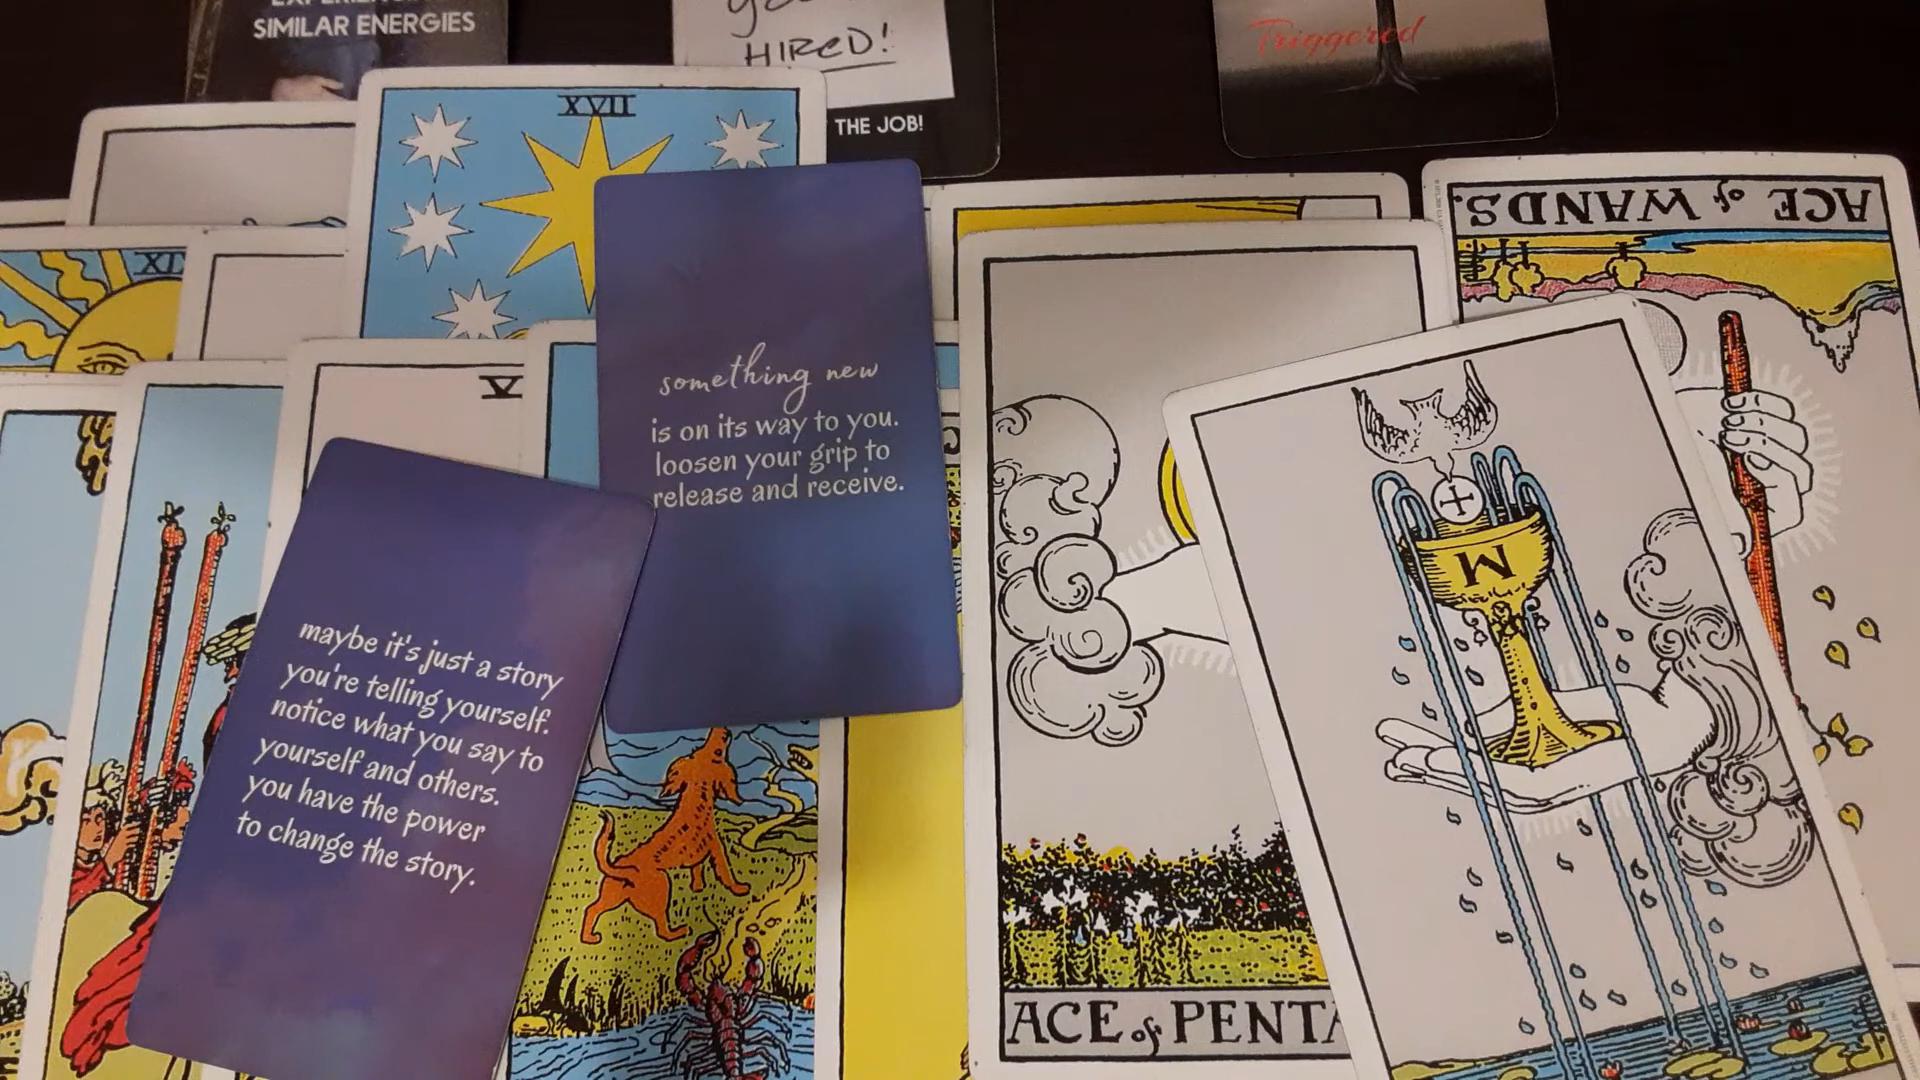 SIMILAR ENERGIES
HIRED!
THE JOB!
Triggered
XVII
ACE of WANDS.
something new
is on its way to you.
loosen your grip to
release and receive.
maybe it's just a story
you're telling yourself.
notice what you say to
yourself and others.
you have the power
to change the story.
M
ACE of